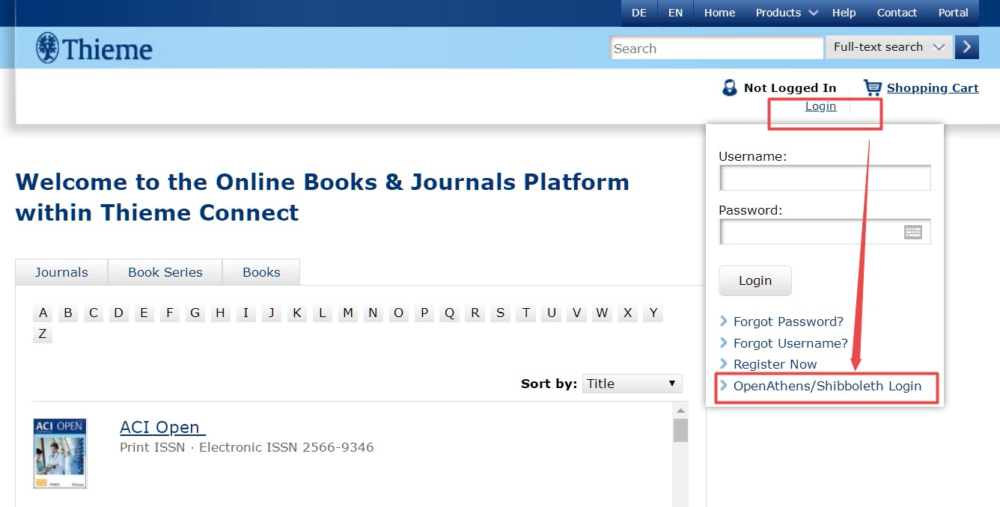 DE EN Home Products Help Contact Portal
Thieme
Search
Full-text search
Not Logged In
Shopping Cart
Login
Username:
Password:
Login
Forgot Password?
Forgot Username?
Register Now
OpenAthens/Shibboleth Login
Welcome to the Online Books & Journals Platform
within Thieme Connect
Journals Book Series Books
A B C D E F G H I J K L M N O P Q R S T U V W X Y
Z
Sort by: Title
ACI OPEN
ACI Open
Print ISSN · Electronic ISSN 2566-9346